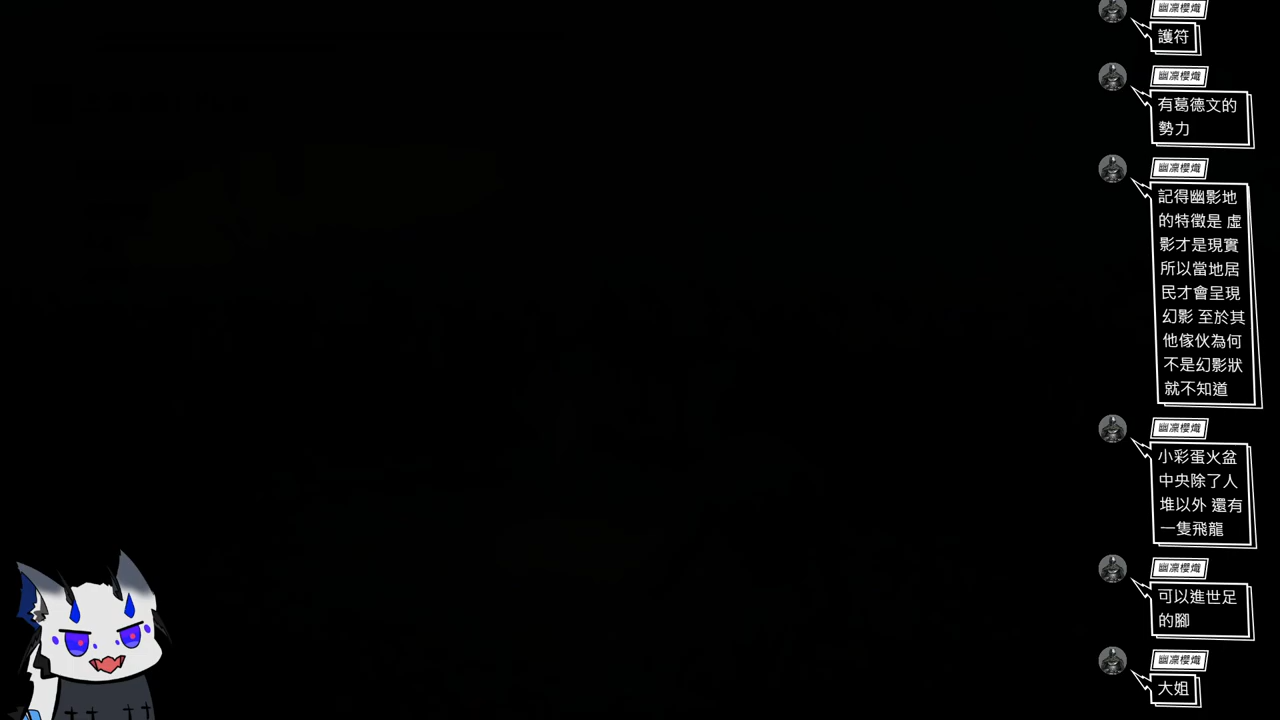 幽凜櫻熾
護符
幽凜櫻熾
有葛德文的
勢力
幽凜櫻熾
記得幽影地
的特徵是 虛
影才是現實
所以當地居
民才會呈現
幻影 至於其
他傢伙為何
不是幻影狀
就不知道
幽凜櫻熾
小彩蛋火盆
中央除了人
堆以外 還有
一隻飛龍
幽凜櫻熾
可以進世足
的腳
幽凜櫻熾
大姐